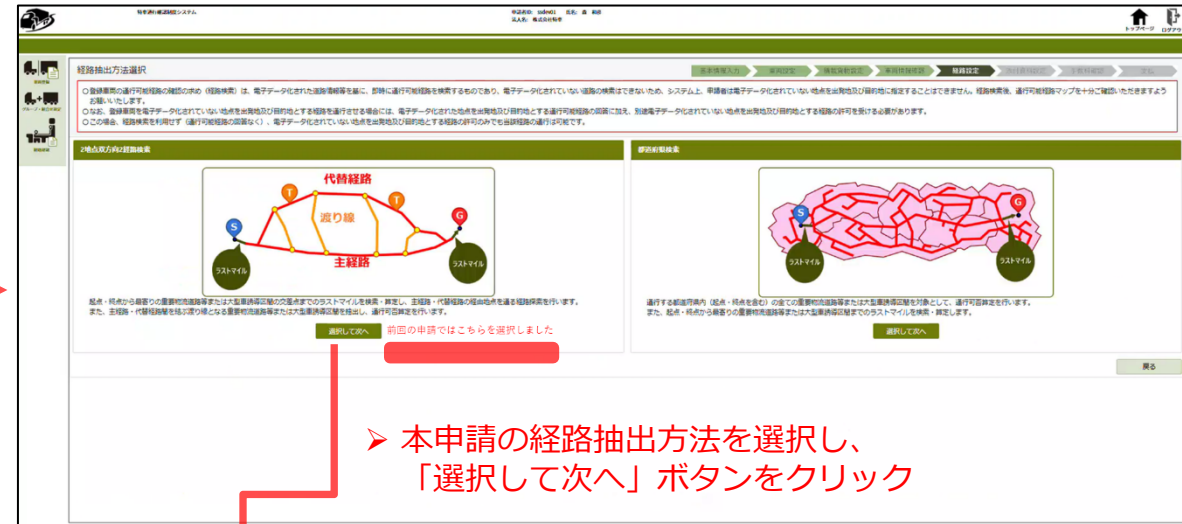 特車通行確認制度システム
法人名: 株式会社特車
トップページ
ログアウ
経路抽出方法選択
基本情報入力
車両設定
経路設定
○登録車両の通行可能経路の確認の求め（経路検索）は、電子データ化された道路情報等を基に、即時に通行可能経路を検索するものであり、電子データ化されていない道路の検索はできないため、システム上、申請者は電子データ化されていない地点を出発地及び目的地に指定することはできません。経路検索後、通行可能経路マップを十分ご確認いただきますよう
お願いいたします。
○なお、登録車両を電子データ化されていない地点を出発地及び目的地とする経路を通行させる場合には、電子データ化された地点を出発地及び目的地とする通行可能経路の回答に加え、別途電子データ化されていない地点を出発地及び目的地とする経路の許可を受ける必要があります。
○この場合、経路検索を利用せず（通行可能経路の回答なく）、電子データ化されていない地点を出発地及び目的地とする経路の許可のみでも当該経路の通行は可能です。
2地点双方向2経路検索
代替経路
T
T
渡り線
S
G
主経路
ラストマイル
ラストマイル
起点・終点から最寄りの重要物流道路等または大型車誘導区間の交差点までのラストマイルを検索・算定し、主経路・代替経路の経由地点を通る経路探索を行います。
また、主経路・代替経路間を結ぶ渡り線となる重要物流道路等または大型車誘導区間を抽出し、通行可否算定を行います。
選択して次へ
前回の申請ではこちらを選択しました
都道府県検索
S
G
ラストマイル
ラストマイル
通行する都道府県内（起点・終点を含む）の全ての重要物流道路等または大型車誘導区間を対象として、通行可否算定を行います。
また、起点・終点から最寄りの重要物流道路等または大型車誘導区間までのラストマイルを検索・算定します。
選択して次へ
戻る
➢ 本申請の経路抽出方法を選択し、
「選択して次へ」ボタンをクリック